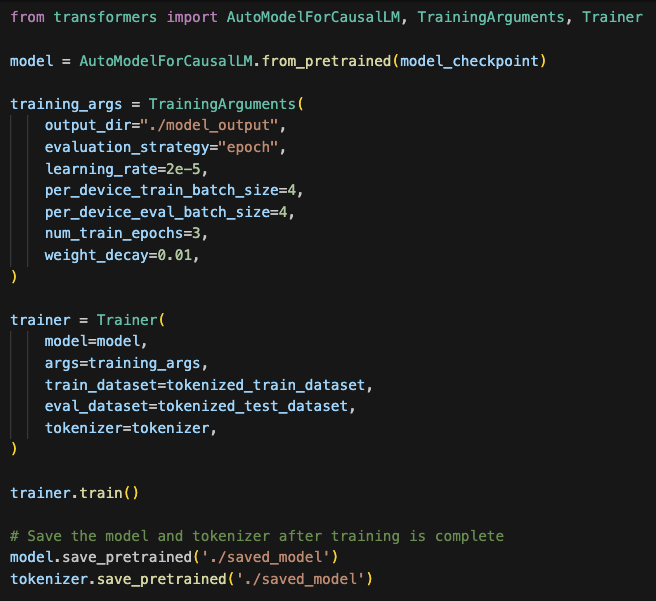 from transformers import AutoModelForCausalLM, TrainingArguments, Trainer
model = AutoModelForCausalLM.from_pretrained(model_checkpoint)
training_args = TrainingArguments(
    output_dir="./model_output",
    evaluation_strategy="epoch",
    learning_rate=2e-5,
    per_device_train_batch_size=4,
    per_device_eval_batch_size=4,
    num_train_epochs=3,
    weight_decay=0.01,
)
trainer = Trainer(
    model=model,
    args=training_args,
    train_dataset=tokenized_train_dataset,
    eval_dataset=tokenized_test_dataset,
    tokenizer=tokenizer,
)
trainer.train()
# Save the model and tokenizer after training is complete
model.save_pretrained('./saved_model')
tokenizer.save_pretrained('./saved_model')